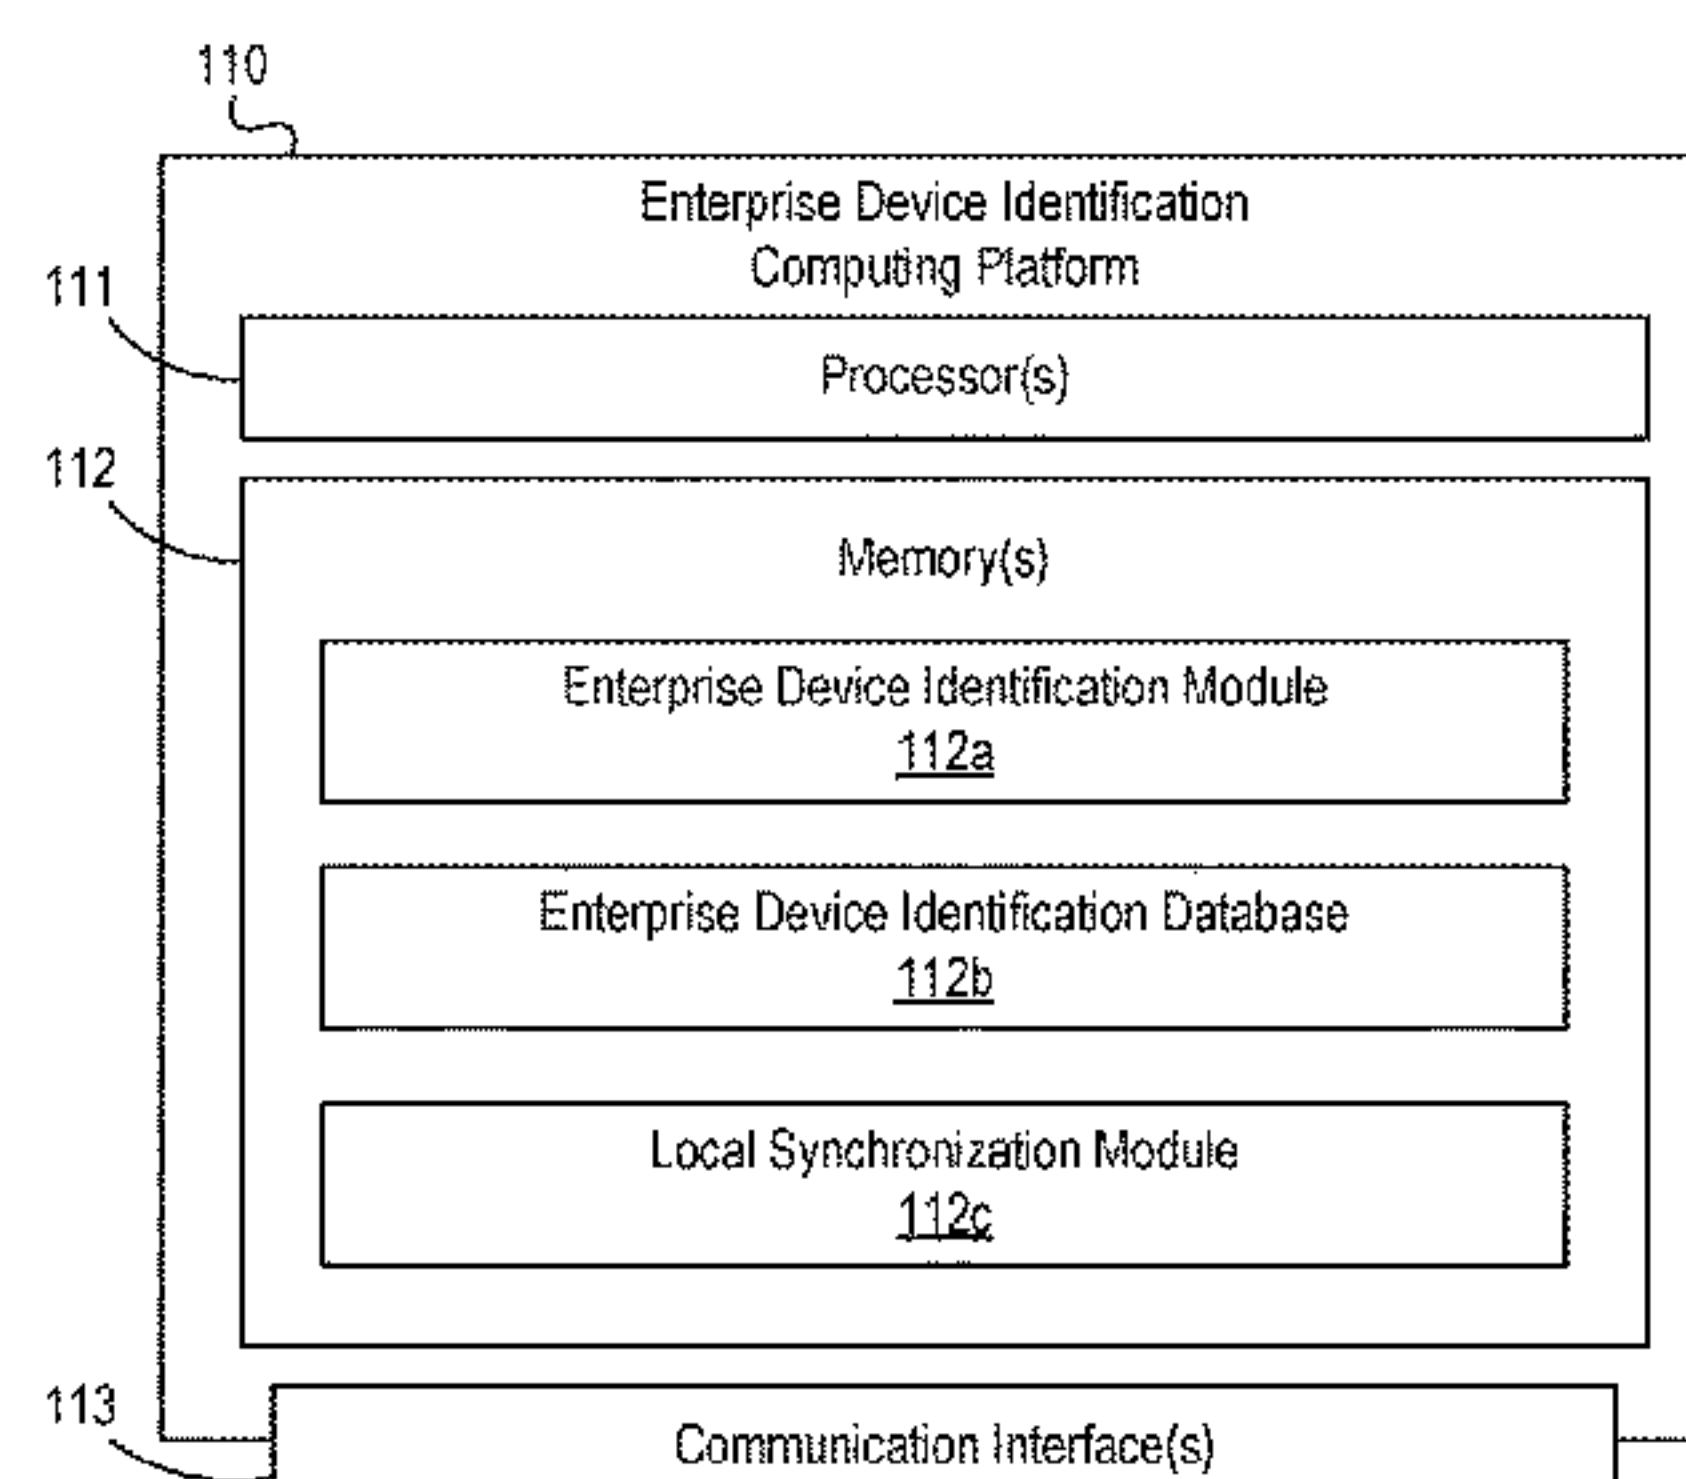 110
Enterprise Device Identification
Computing Platform
111
Processor(s)
112
Memory(s)
Enterprise Device Identification Module
112a
Enterprise Device Identification Database
112b
Local Synchronization Module
112c
113
Communication Interface(s)